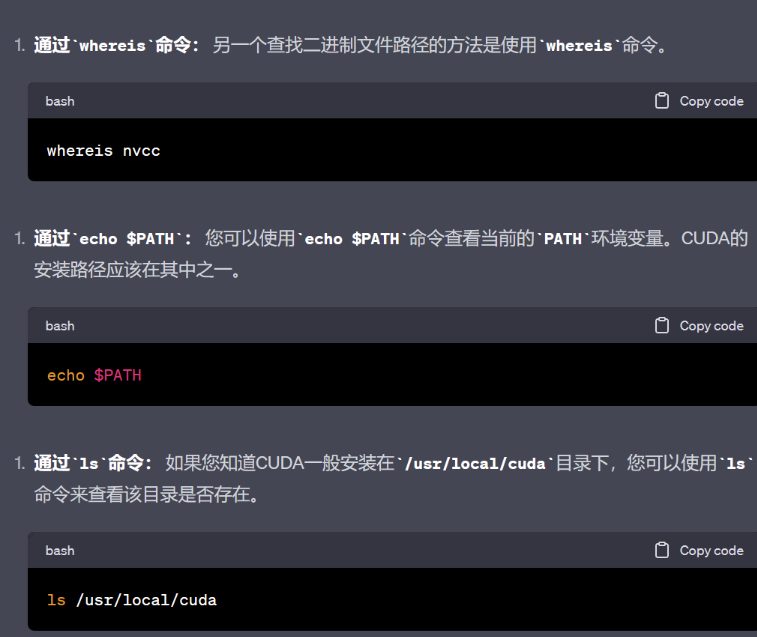 1. 通过`whereis`命令： 另一个查找二进制文件路径的方法是使用`whereis`命令。
bash Copy code
whereis nvcc
1. 通过`echo $PATH`： 您可以使用`echo $PATH`命令查看当前的`PATH`环境变量。CUDA的
安装路径应该在其中之一。
bash Copy code
echo $PATH
1. 通过`ls`命令： 如果您知道CUDA一般安装在`/usr/local/cuda`目录下，您可以使用`ls`
命令来查看该目录是否存在。
bash Copy code
ls /usr/local/cuda